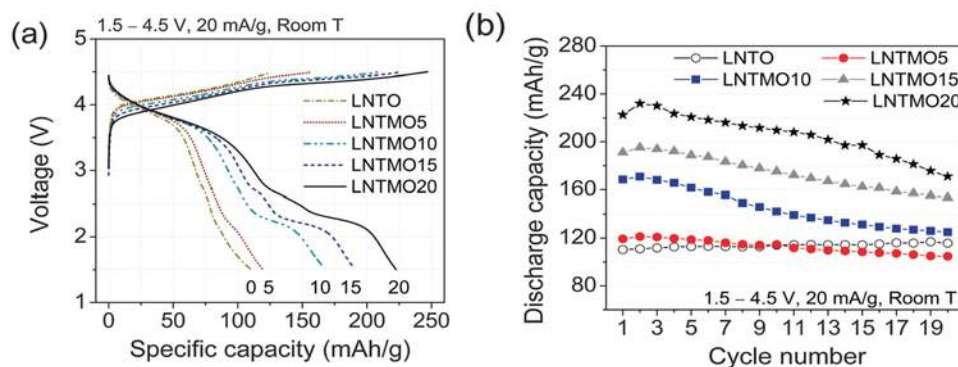 (a)
1.5 – 4.5 V, 20 mA/g, Room T
5
4
3
2
1
Voltage (V)
LNTO
LNTMO5
LNTMO10
LNTMO15
LNTMO20
0 5 10 15 20
0 50 100 150 200 250
Specific capacity (mAh/g)
(b)
280
240
200
160
120
80
Discharge capacity (mAh/g)
LNTO LNTMO5
LNTMO10 LNTMO15
LNTMO20
1.5 – 4.5 V, 20 mA/g, Room T
1 3 5 7 9 11 13 15 17 19
Cycle number